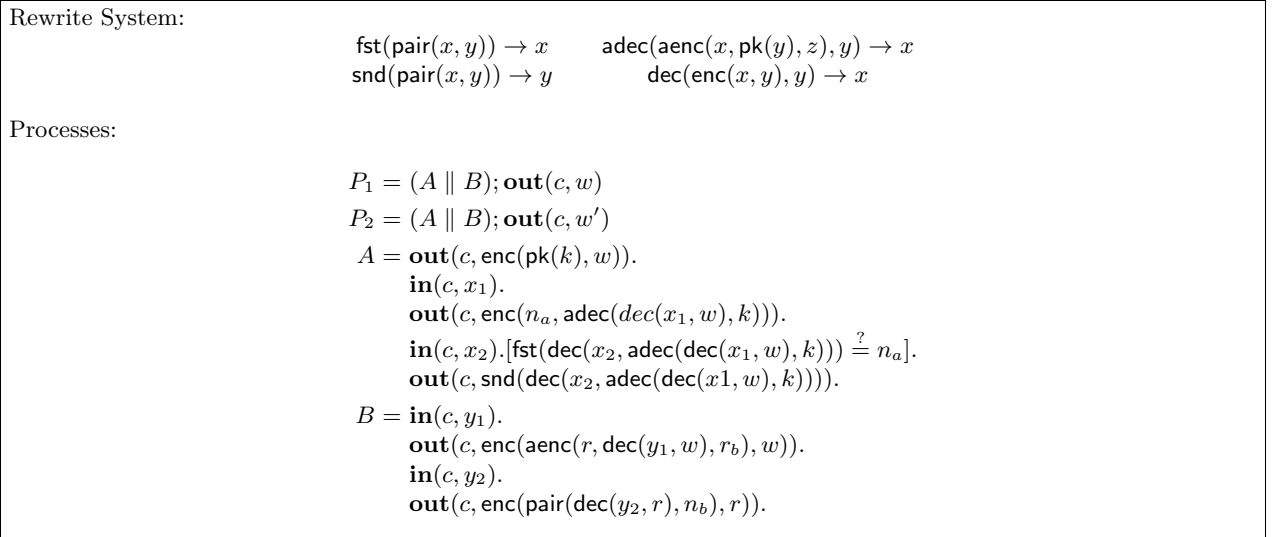 Rewrite System:
fst(pair(x, y)) → x    adec(aenc(x, pk(y), z), y) → x
snd(pair(x, y)) → y    dec(enc(x, y), y) → x
Processes:
P₁ = (A ∥ B); out(c, w)
P₂ = (A ∥ B); out(c, w′)
A = out(c, enc(pk(k), w)).
in(c, x₁).
out(c, enc(nₐ, adec(dec(x₁, w), k))).
in(c, x₂).[fst(dec(x₂, adec(dec(x₁, w), k))) ≟ nₐ].
out(c, snd(dec(x₂, adec(dec(x1, w), k)))).
B = in(c, y₁).
out(c, enc(aenc(r, dec(y₁, w), r_b), w)).
in(c, y₂).
out(c, enc(pair(dec(y₂, r), n_b), r)).